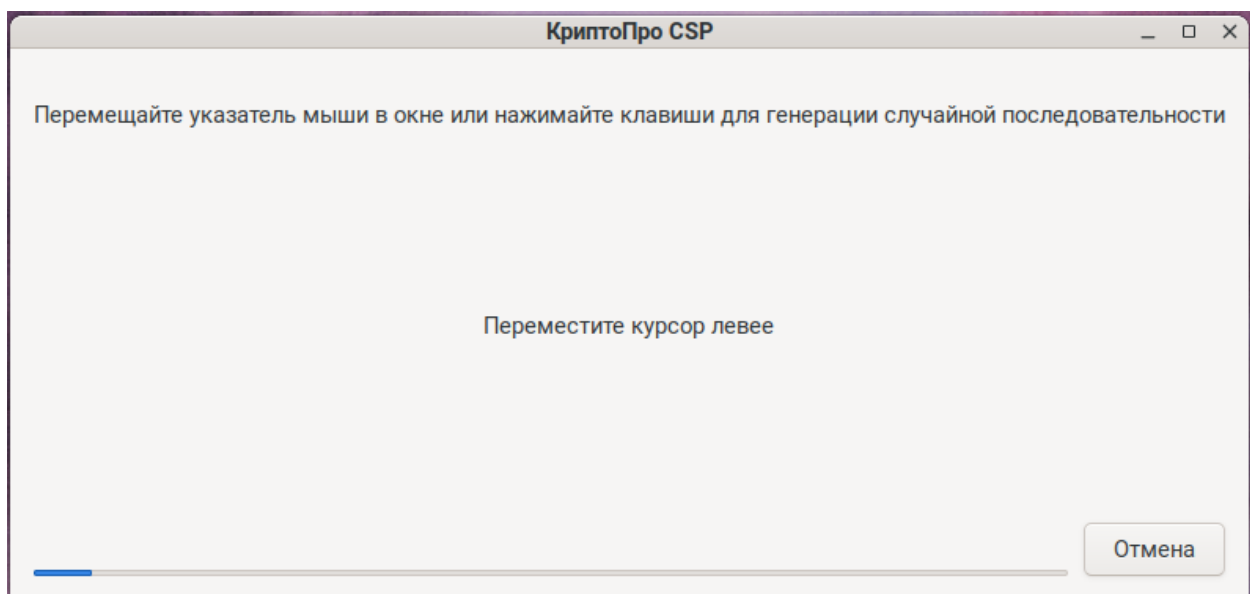 КриптоПро CSP
Перемещайте указатель мыши в окне или нажимайте клавиши для генерации случайной последовательности
Переместите курсор левее
Отмена